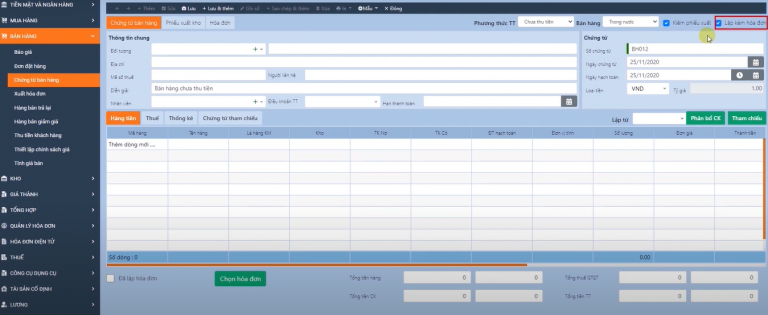 TIỀN MẶT VÀ NGÂN HÀNG
MUA HÀNG
BÁN HÀNG
Báo giá
Đơn đặt hàng
Chứng từ bán hàng
Xuất hóa đơn
Hàng bán trả lại
Hàng bán giảm giá
Thu tiền khách hàng
Thiết lập chính sách giá
Tính giá bán
KHO
GIÁ THÀNH
TỔNG HỢP
QUẢN LÝ HÓA ĐƠN
HÓA ĐƠN ĐIỆN TỬ
THUẾ
CÔNG CỤ DỤNG CỤ
TÀI SẢN CỐ ĐỊNH
LƯƠNG
+ Thêm Sửa Lưu + Lưu & thêm Ghi sổ + Sao chép & thêm Xóa In Mẫu × Đóng
Chứng từ bán hàng Phiếu xuất kho Hóa đơn
Phương thức TT Chưa thu tiền Bán hàng Trong nước Kiêm phiếu xuất Lập kèm hóa đơn
Thông tin chung
Đối tượng
Địa chỉ
Mã số thuế Người liên hệ
Diễn giải Bán hàng chưa thu tiền
Nhân viên Điều khoản TT Hạn thanh toán
Chứng từ
Số chứng từ BH012
Ngày chứng từ 25/11/2020
Ngày hạch toán 25/11/2020
Loại tiền VND Tỷ giá 1,00
Hàng tiền Thuế Thống kê Chứng từ tham chiếu
Lập từ Phân bổ CK Tham chiếu
Mã hàng Tên hàng Là hàng KM Kho TK Nợ TK Có ĐT hạch toán Đơn vị tính Số lượng Đơn giá Thành tiền
Thêm dòng mới ...
Số dòng : 0 0,00
Đã lập hóa đơn Chọn hóa đơn
Tổng tiền hàng 0 0 Tổng thuế GTGT 0 0
Tổng tiền CK 0 0 Tổng tiền TT 0 0